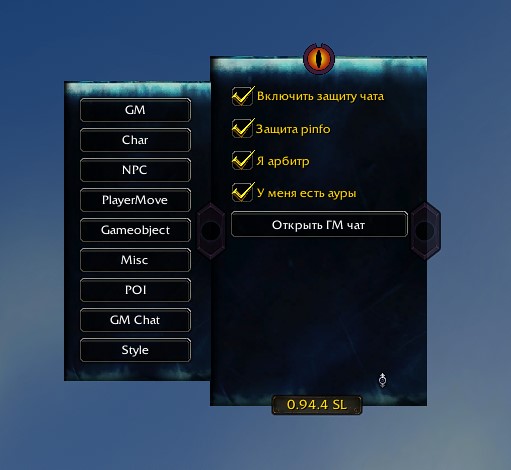 GM
Char
NPC
PlayerMove
Gameobject
Misc
POI
GM Chat
Style
Включить защиту чата
Защита pinfo
Я арбитр
У меня есть ауры
Открыть ГМ чат
0.94.4 SL